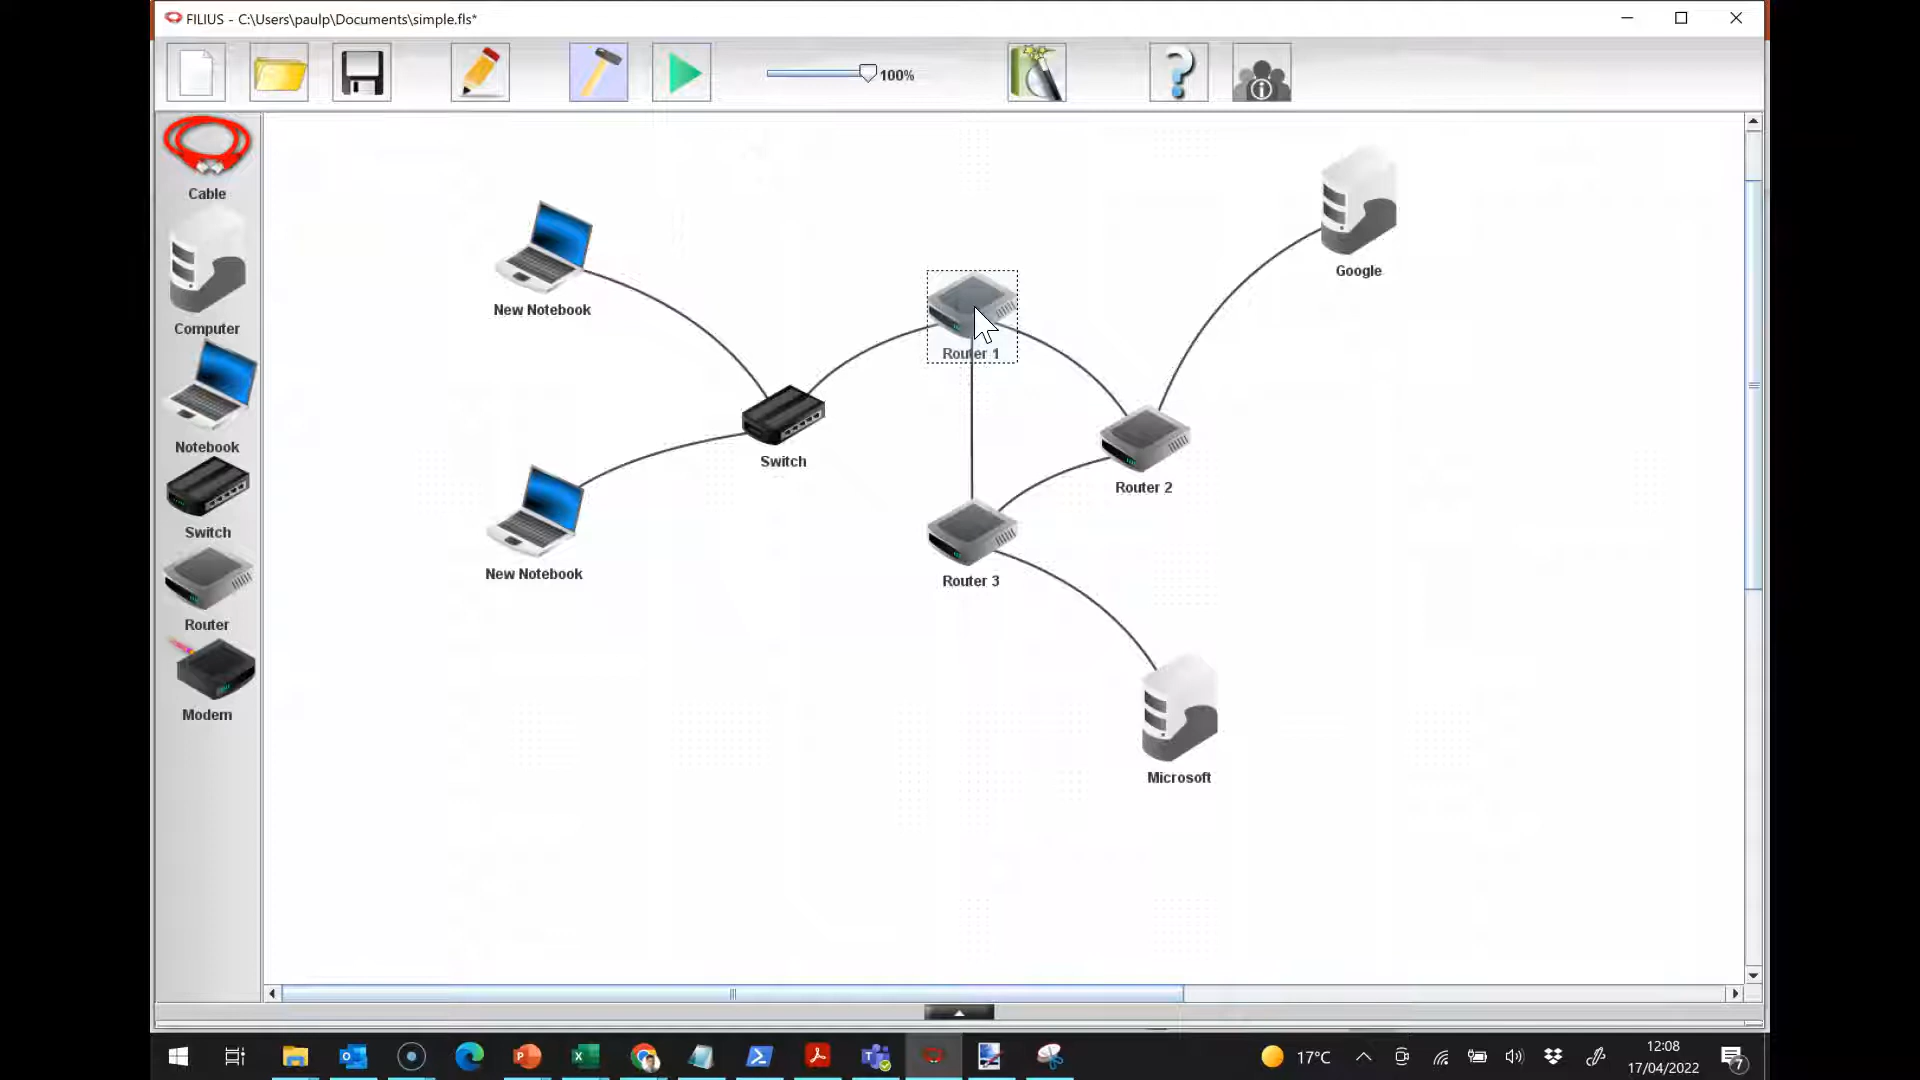 FILIUS - C:\Users\paulp\Documents\simple.fls*
100%
Cable
Computer
Notebook
Switch
Router
Modem
New Notebook
New Notebook
Switch
Router 1
Router 2
Router 3
Google
Microsoft
17°C
12:08
17/04/2022
7